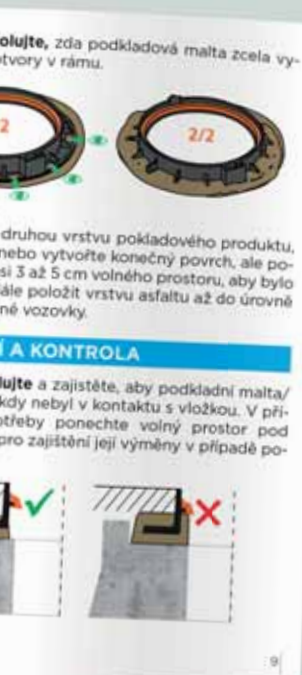 olujte, zda podkladová malta zcela vy-
otvory v rámu.
2
2/2
druhou vrstvu pokladového produktu,
nebo vytvořte konečný povrch, ale po-
si 3 až 5 cm volného prostoru, aby bylo
ále položit vrstvu asfaltu až do úrovně
né vozovky.
Í A KONTROLA
lujte a zajistěte, aby podkladní malta/
kdy nebyl v kontaktu s vložkou. V pří-
otřeby ponechte volný prostor pod
pro zajištění její výměny v případě po-
9